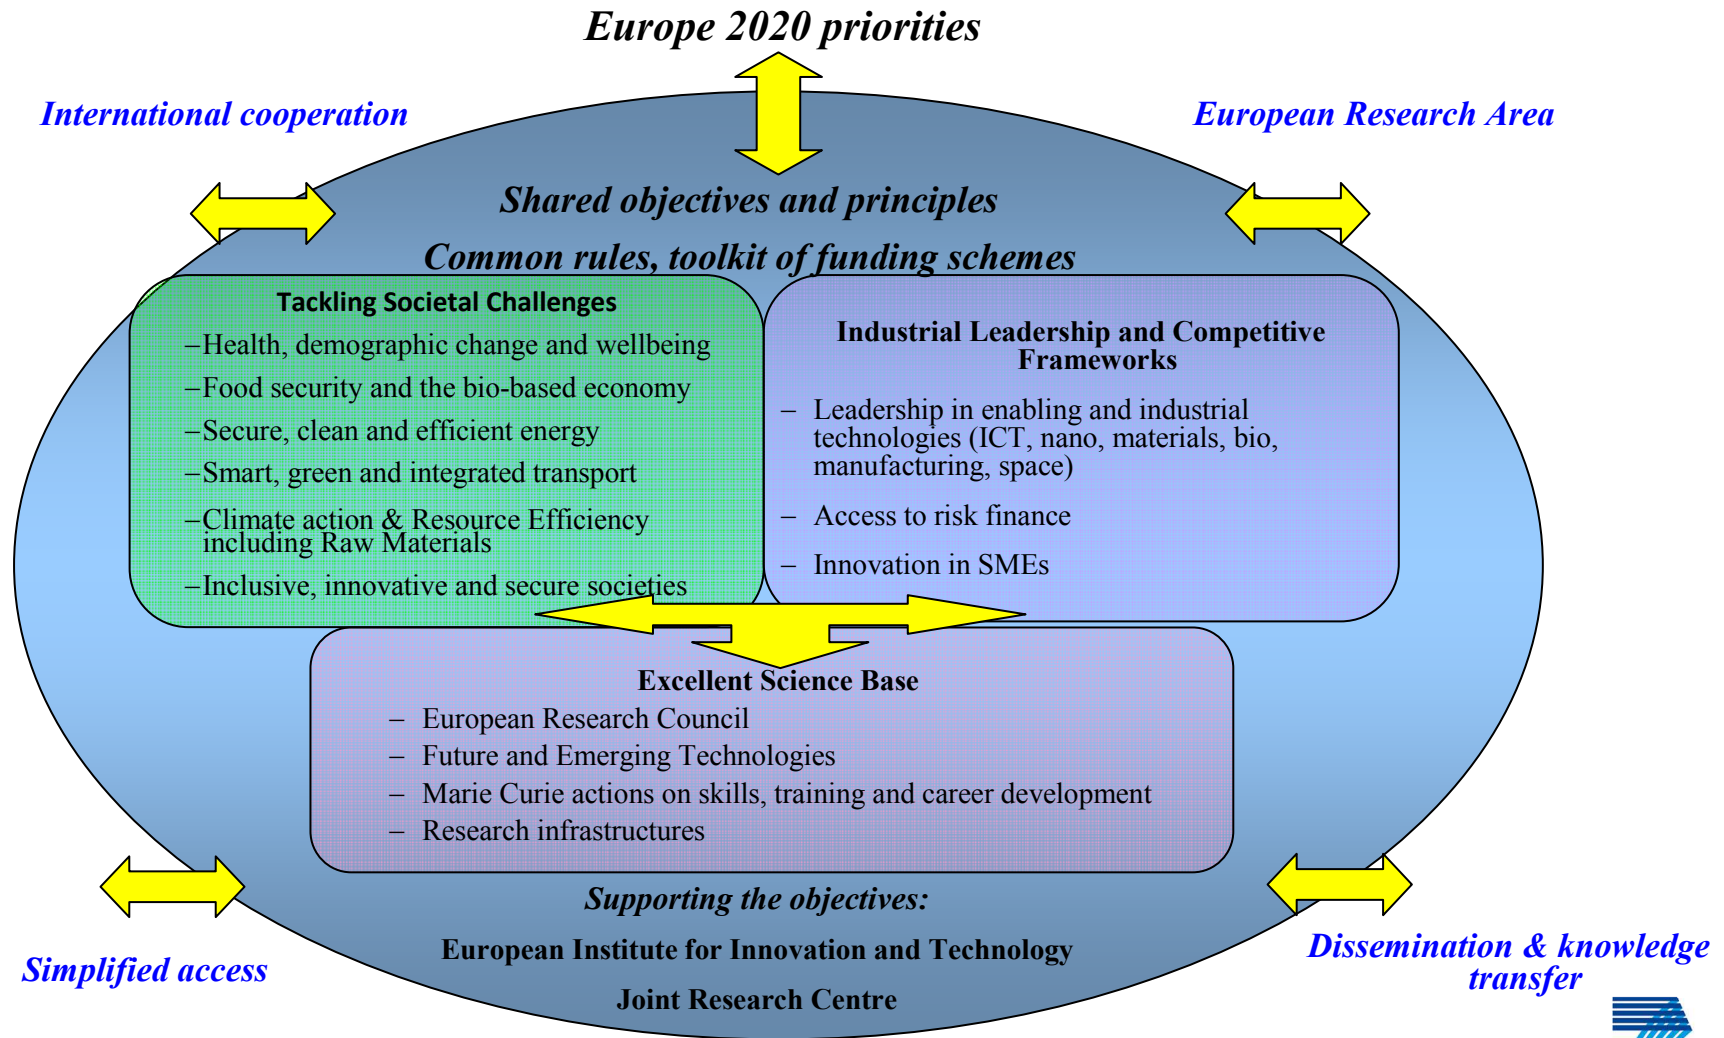 Europe 2020 priorities
International cooperation
European Research Area
Shared objectives and principles
Common rules, toolkit of funding schemes
Tackling Societal Challenges
–Health, demographic change and wellbeing
–Food security and the bio-based economy
–Secure, clean and efficient energy
–Smart, green and integrated transport
–Climate action & Resource Efficiency
including Raw Materials
–Inclusive, innovative and secure societies
Industrial Leadership and Competitive
Frameworks
– Leadership in enabling and industrial
technologies (ICT, nano, materials, bio,
manufacturing, space)
– Access to risk finance
– Innovation in SMEs
Excellent Science Base
– European Research Council
– Future and Emerging Technologies
– Marie Curie actions on skills, training and career development
– Research infrastructures
Supporting the objectives:
European Institute for Innovation and Technology
Joint Research Centre
Simplified access
Dissemination & knowledge
transfer